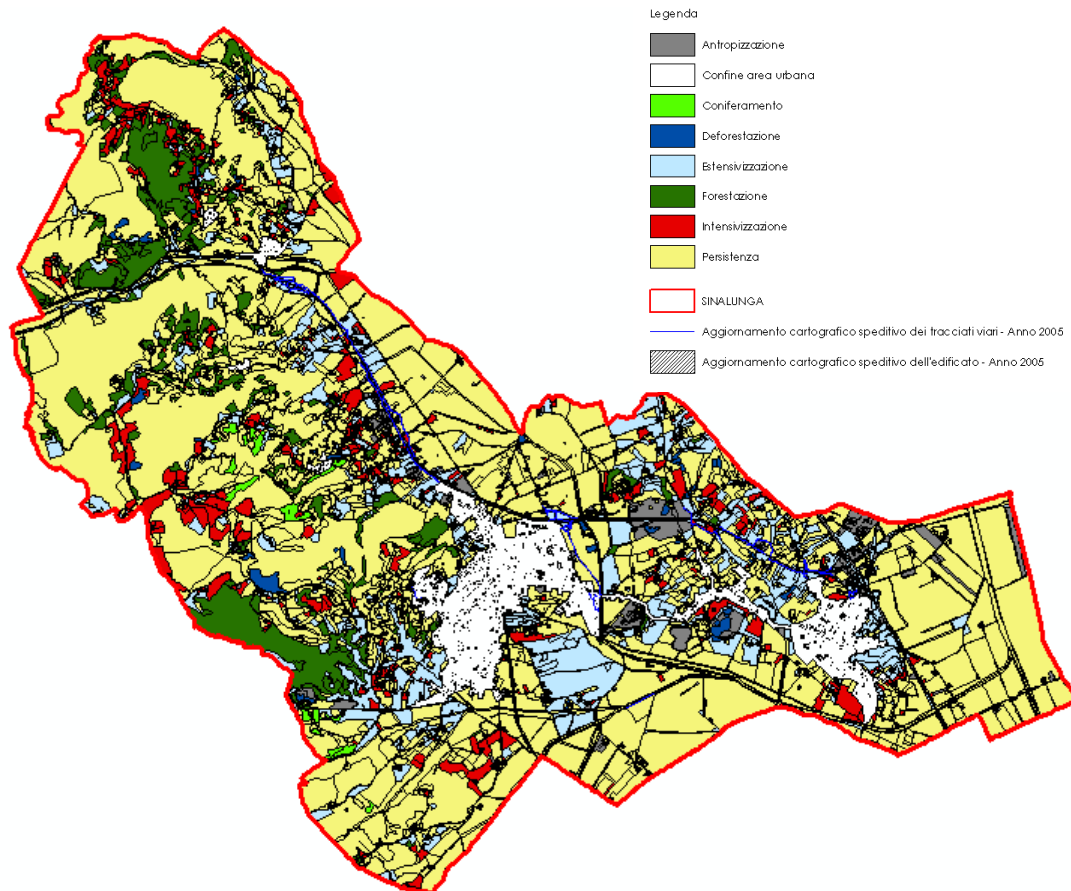 Legenda
Antropizzazione
Confine area urbana
Coniferamento
Deforestazione
Estensivizzazione
Forestazione
Intensivizzazione
Persistenza
SINALUNGA
Aggiornamento cartografico speditivo dei tracciati viari - Anno 2005
Aggiornamento cartografico speditivo dell'edificato - Anno 2005